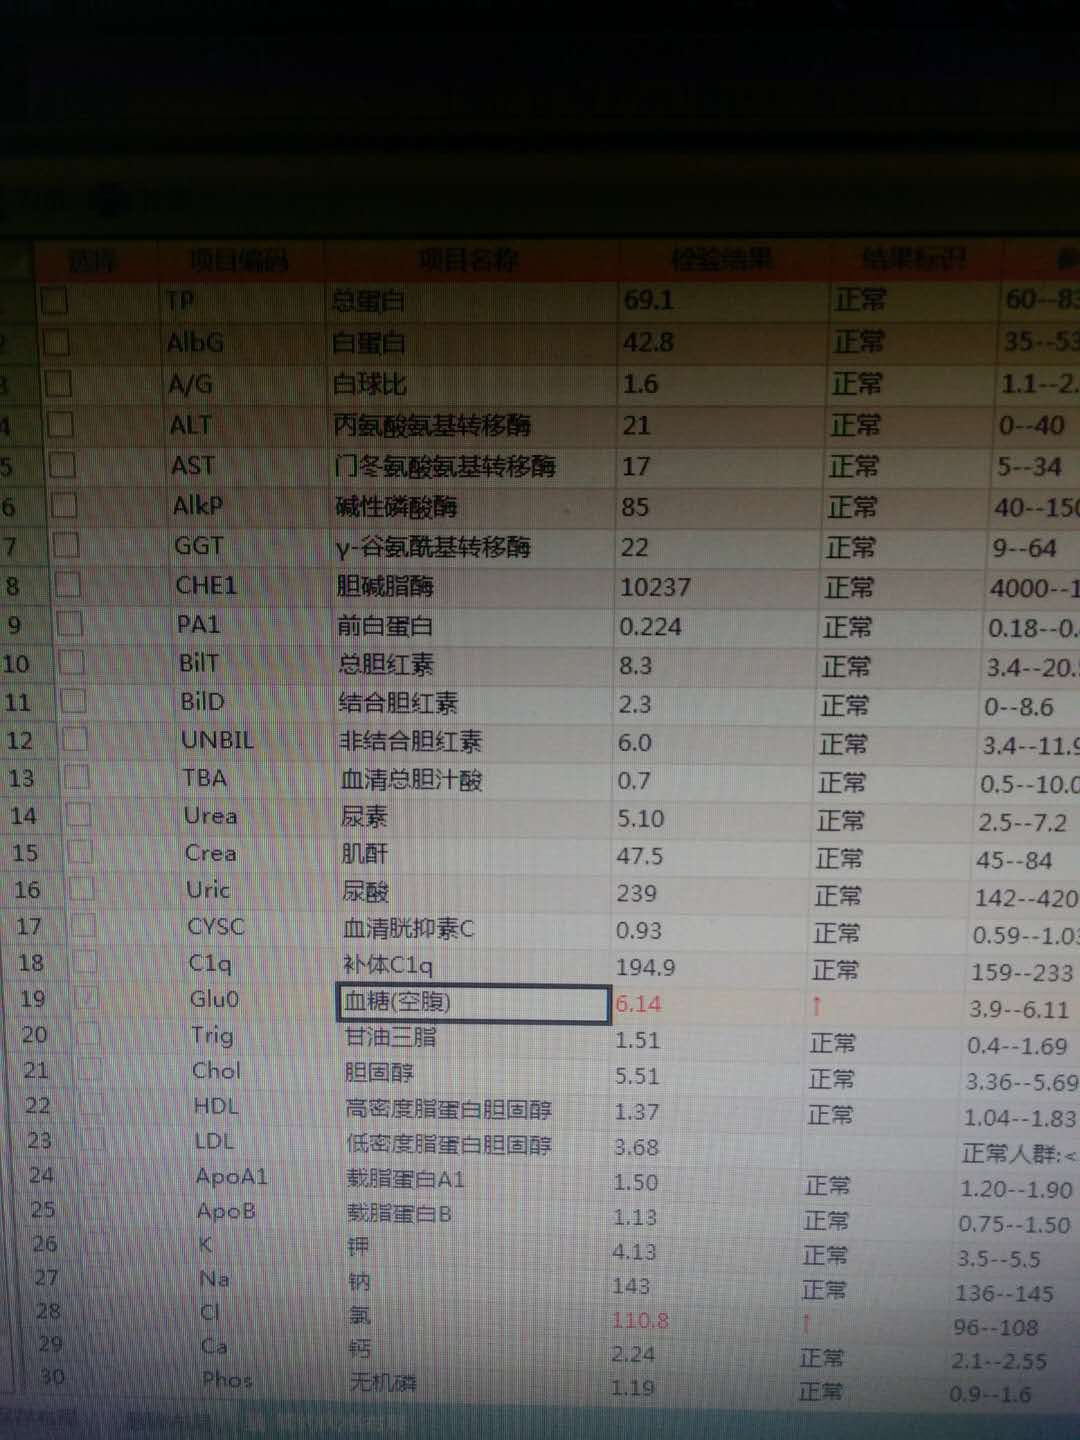 选择 项目编码 项目名称 检验结果 结果标识
TP 总蛋白 69.1 正常 60--83
2 AlbG 白蛋白 42.8 正常 35--53
3 A/G 白球比 1.6 正常 1.1--2.
4 ALT 丙氨酸氨基转移酶 21 正常 0--40
5 AST 门冬氨酸氨基转移酶 17 正常 5--34
6 AlkP 碱性磷酸酶 85 正常 40--150
7 GGT γ-谷氨酰基转移酶 22 正常 9--64
8 CHE1 胆碱脂酶 10237 正常 4000--1
9 PA1 前白蛋白 0.224 正常 0.18--0.
10 BilT 总胆红素 8.3 正常 3.4--20.
11 BilD 结合胆红素 2.3 正常 0--8.6
12 UNBIL 非结合胆红素 6.0 正常 3.4--11.9
13 TBA 血清总胆汁酸 0.7 正常 0.5--10.0
14 Urea 尿素 5.10 正常 2.5--7.2
15 Crea 肌酐 47.5 正常 45--84
16 Uric 尿酸 239 正常 142--420
17 CYSC 血清胱抑素C 0.93 正常 0.59--1.03
18 C1q 补体C1q 194.9 正常 159--233
19 Glu0 血糖(空腹) 6.14 ↑ 3.9--6.11
20 Trig 甘油三脂 1.51 正常 0.4--1.69
21 Chol 胆固醇 5.51 正常 3.36--5.69
22 HDL 高密度脂蛋白胆固醇 1.37 正常 1.04--1.83
23 LDL 低密度脂蛋白胆固醇 3.68 正常人群:<
24 ApoA1 载脂蛋白A1 1.50 正常 1.20--1.90
25 ApoB 载脂蛋白B 1.13 正常 0.75--1.50
26 K 钾 4.13 正常 3.5--5.5
27 Na 钠 143 正常 136--145
28 Cl 氯 110.8 ↑ 96--108
29 Ca 钙 2.24 正常 2.1--2.55
30 Phos 无机磷 1.19 正常 0.9--1.6